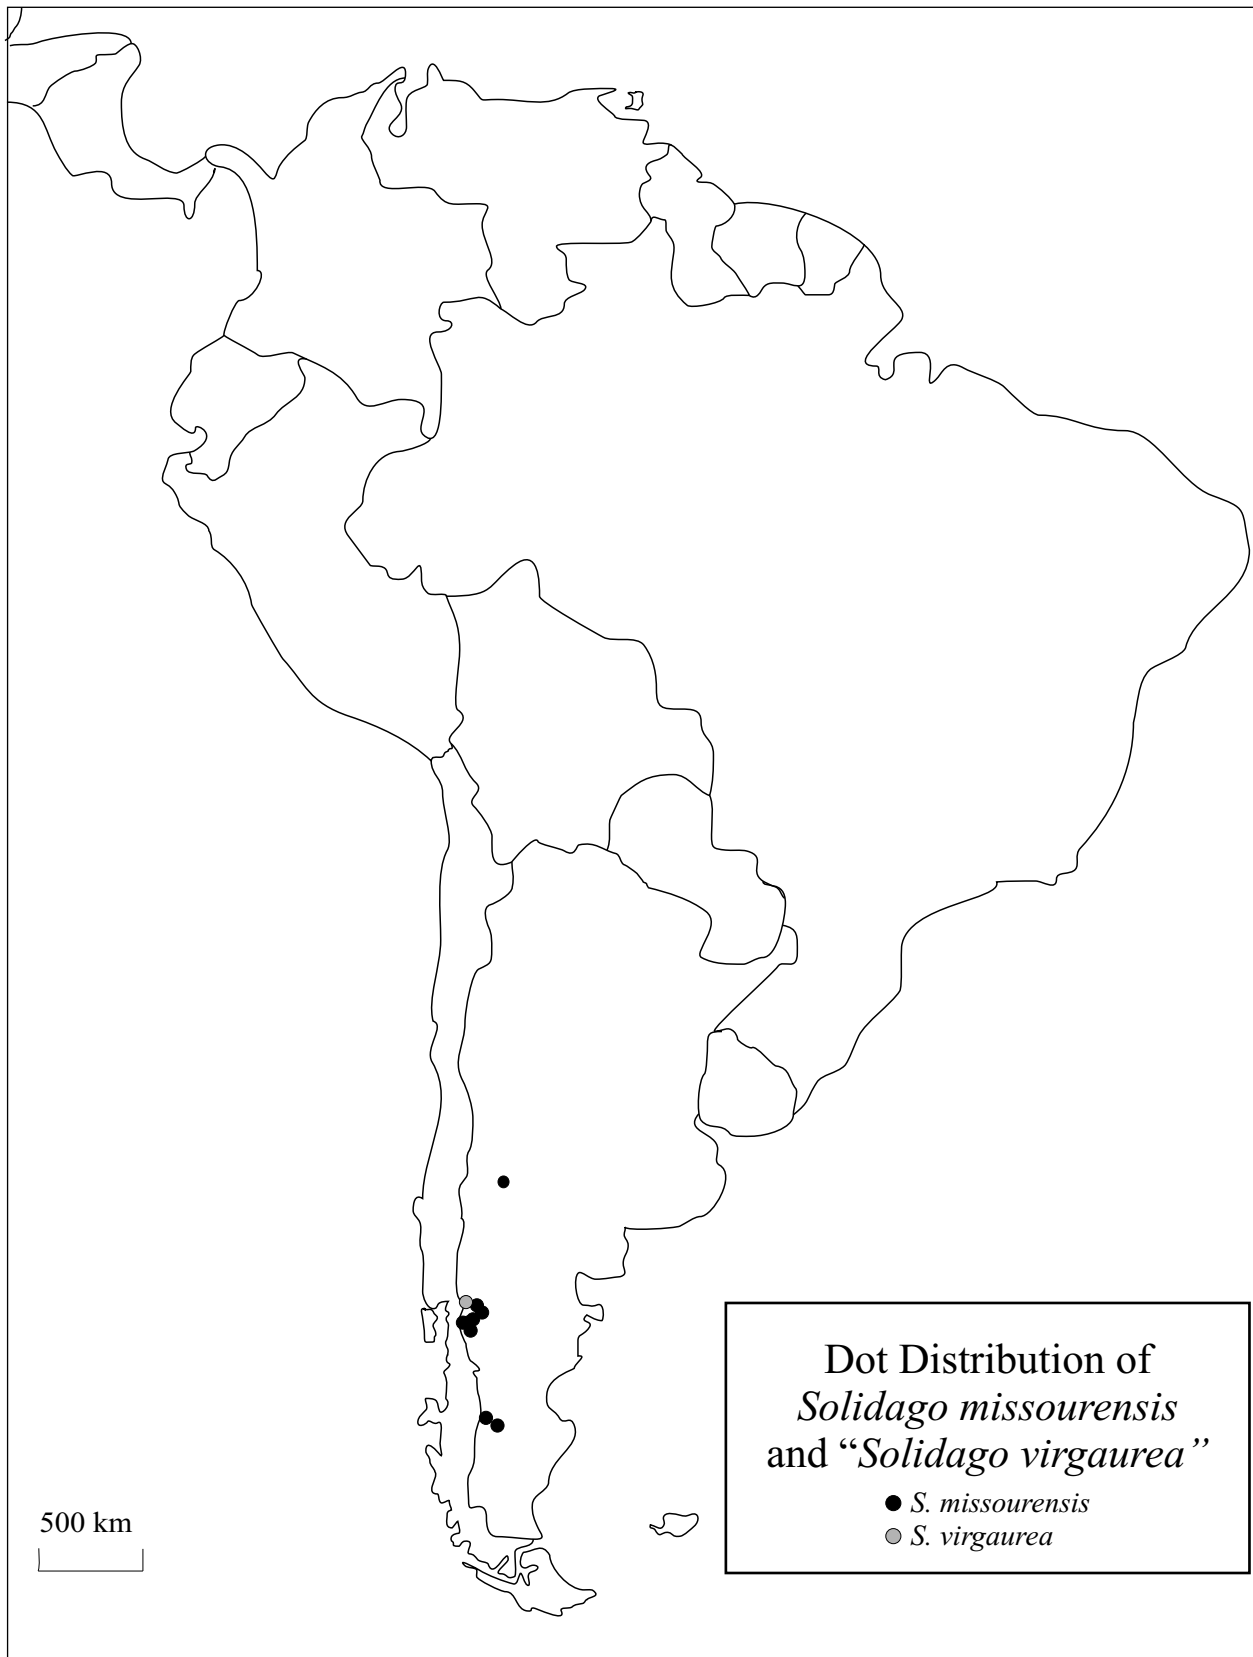 Dot Distribution of
Solidago missourensis
and “Solidago virgaurea”
S. missourensis
S. virgaurea
500 km